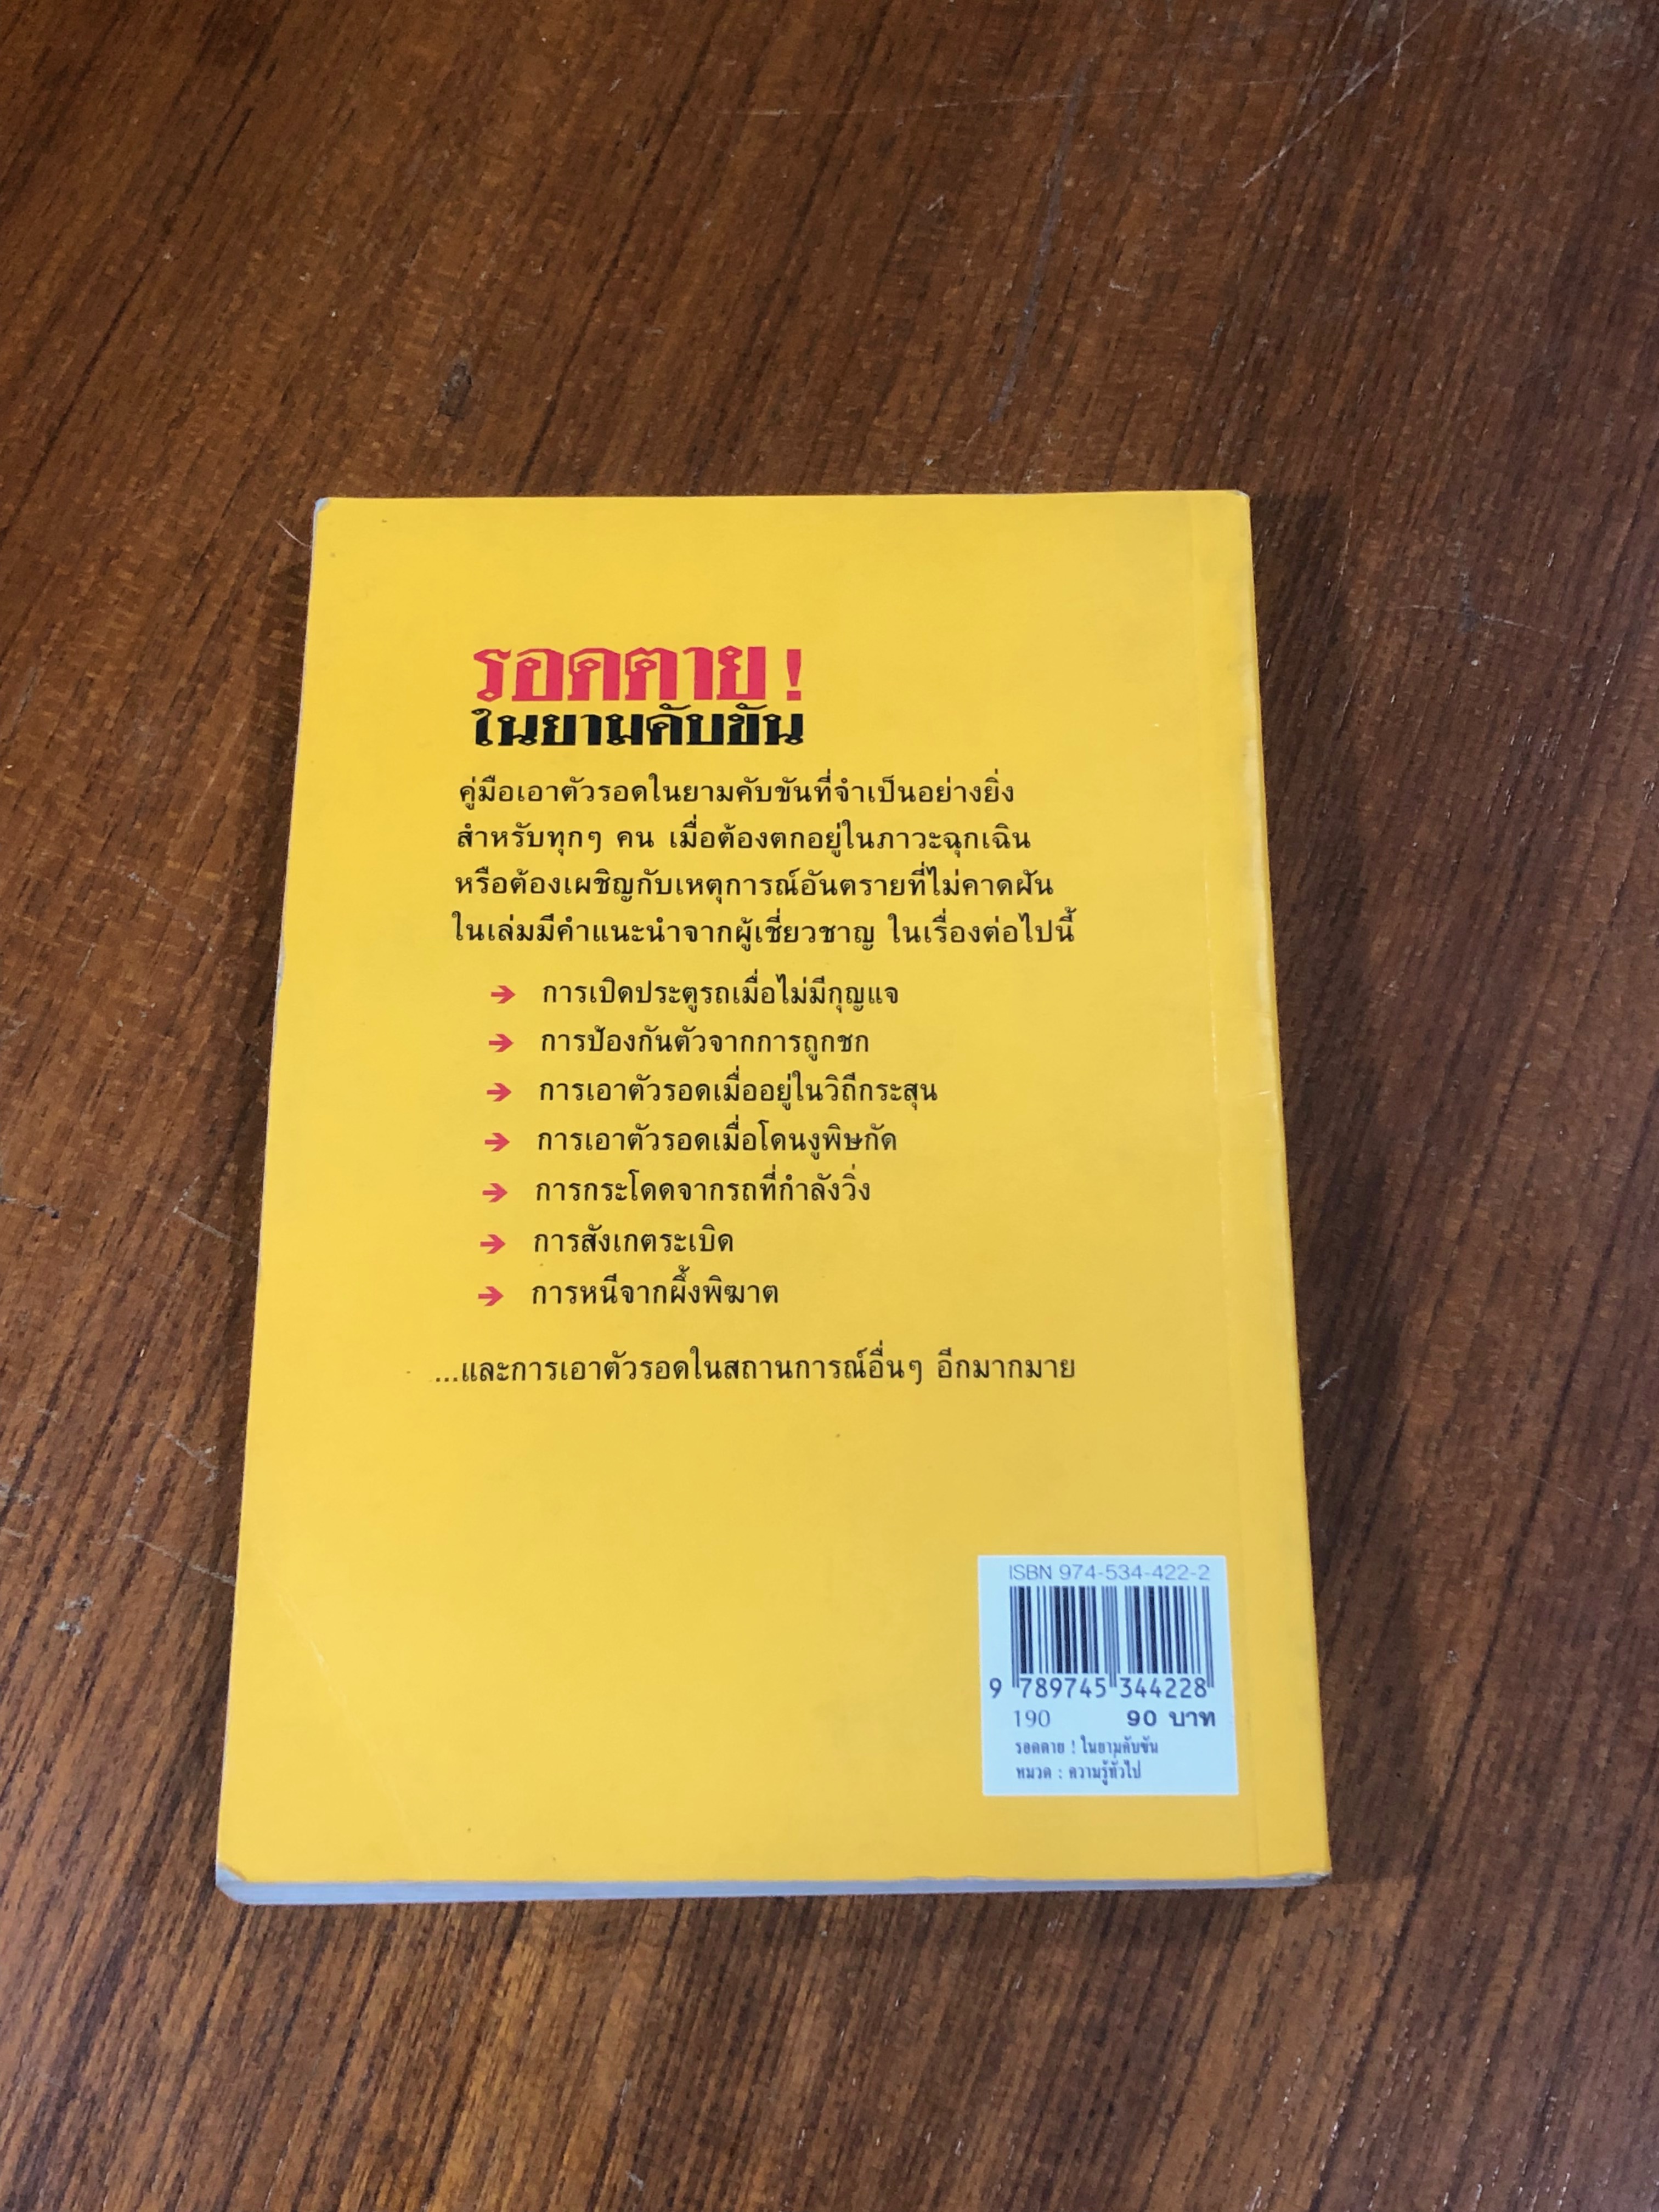 รอดตาย !
ในยามคับขัน
คู่มือเอาตัวรอดในยามคับขันที่จำเป็นอย่างยิ่ง
สำหรับทุกๆ คน เมื่อต้องตกอยู่ในภาวะฉุกเฉิน
หรือต้องเผชิญกับเหตุการณ์อันตรายที่ไม่คาดฝัน
ในเล่มมีคำแนะนำจากผู้เชี่ยวชาญ ในเรื่องต่อไปนี้
➔ การเปิดประตูรถเมื่อไม่มีกุญแจ
➔ การป้องกันตัวจากการถูกชก
➔ การเอาตัวรอดเมื่ออยู่ในวิถีกระสุน
➔ การเอาตัวรอดเมื่อโดนงูพิษกัด
➔ การกระโดดจากรถที่กำลังวิ่ง
➔ การสังเกตระเบิด
➔ การหนีจากผึ้งพิฆาต
...และการเอาตัวรอดในสถานการณ์อื่นๆ อีกมากมาย
ISBN 974-534-422-2
9 789745 344228
190 90 บาท
รอดตาย ! ในยามคับขัน
หมวด : ความรู้ทั่วไป